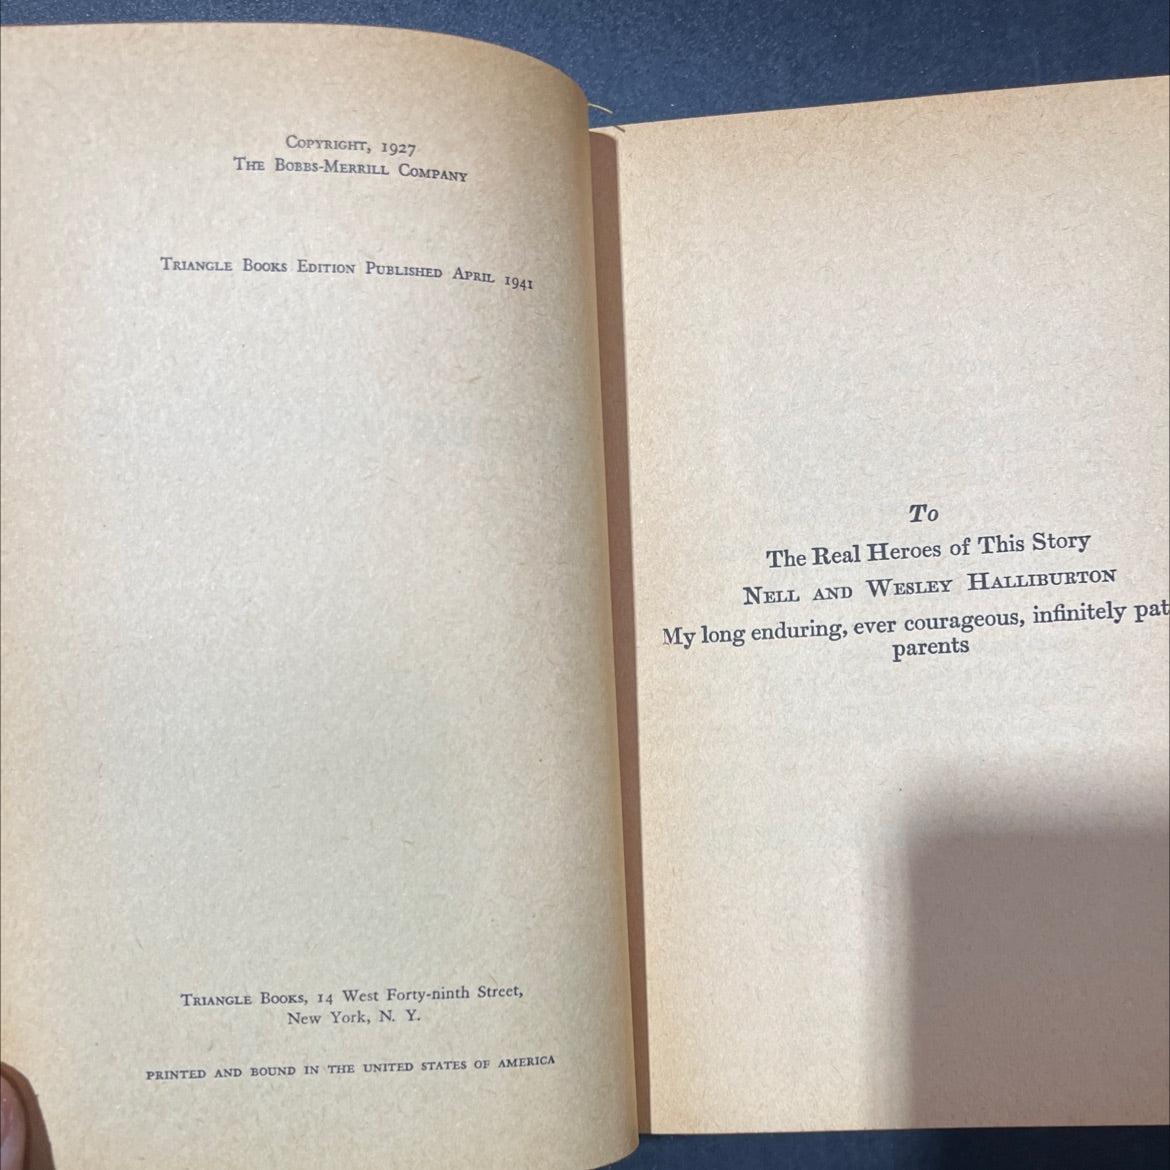 Copyright, 1927
The Bobbs-Merrill Company
Triangle Books Edition Published April 1941
Triangle Books, 14 West Forty-ninth Street,
New York, N. Y.
PRINTED AND BOUND IN THE UNITED STATES OF AMERICA
To
The Real Heroes of This Story
Nell and Wesley Halliburton
My long enduring, ever courageous, infinitely pat
parents